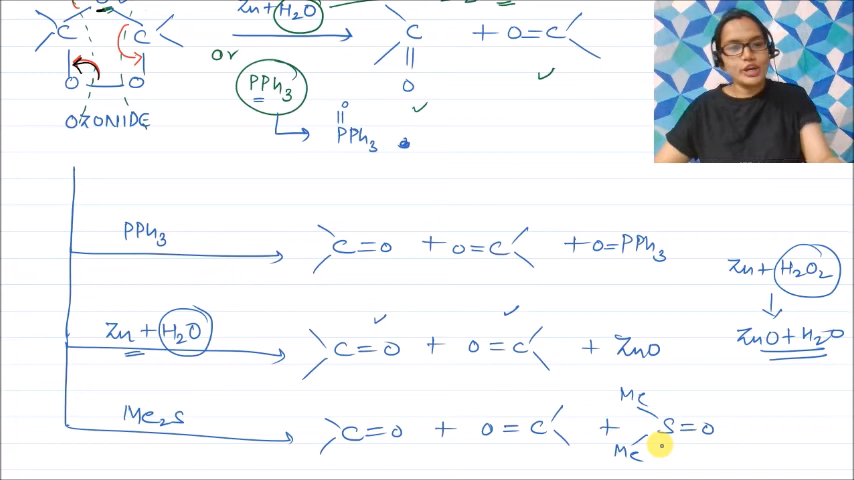 Zn + H2O
C C → C + O=C
or
O O PPh3 O
OZONIDE O
PPh3
PPh3 → C=O + O=C + O=PPh3
Zn + H2O2
Zn + H2O → C=O + O=C + ZnO
ZnO + H2O
Me2S → C=O + O=C + S=O
Me
Me